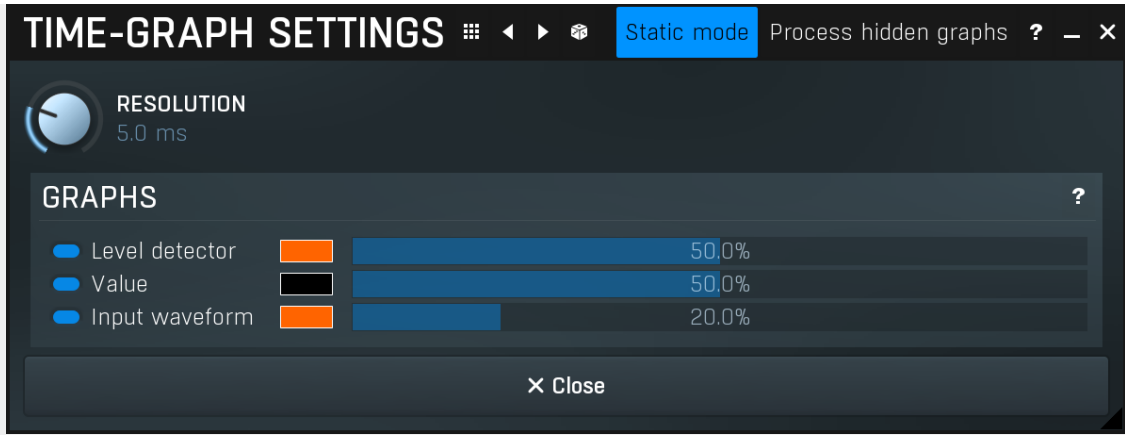 TIME-GRAPH SETTINGS Static mode Process hidden graphs ?
RESOLUTION
5.0 ms
GRAPHS ?
Level detector 50.0%
Value 50.0%
Input waveform 20.0%
Close